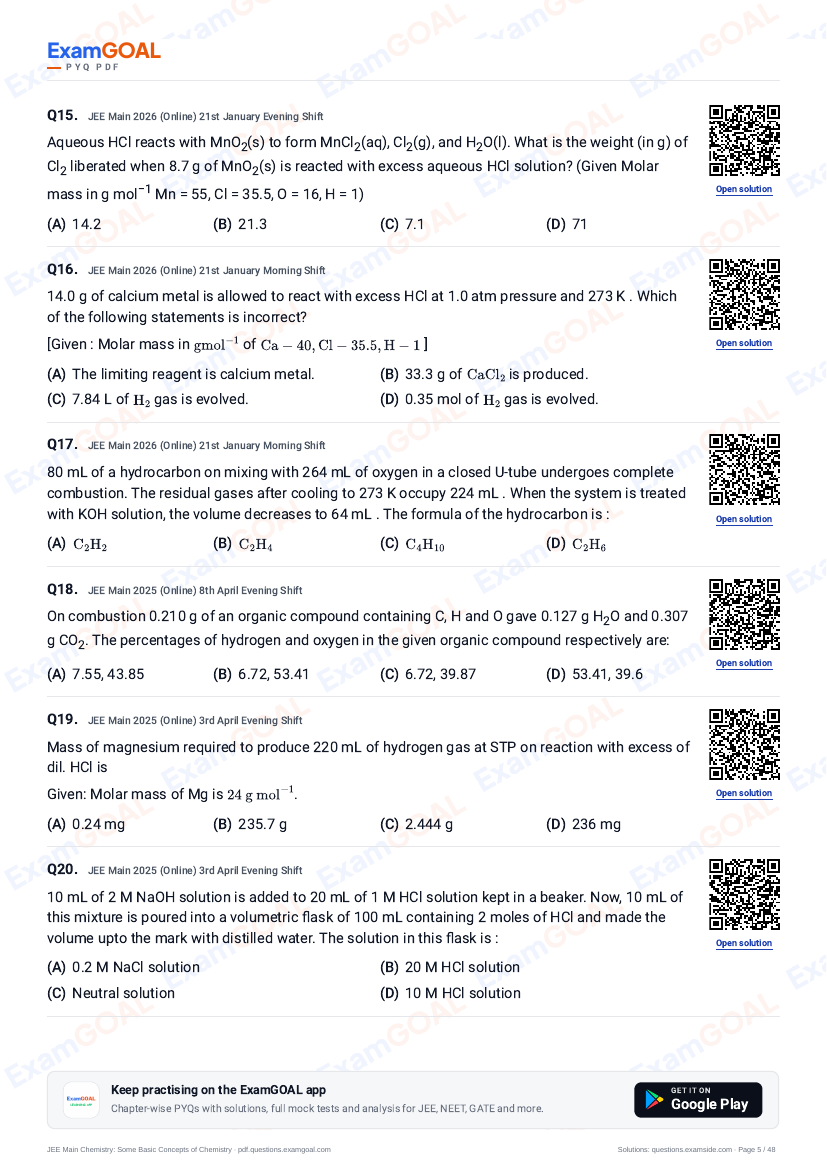 ExamGOAL
PYQ PDF
Q15. JEE Main 2026 (Online) 21st January Evening Shift
Aqueous HCl reacts with MnO₂(s) to form MnCl₂(aq), Cl₂(g), and H₂O(l). What is the weight (in g) of
Cl₂ liberated when 8.7 g of MnO₂(s) is reacted with excess aqueous HCl solution? (Given Molar
mass in g mol⁻¹ Mn = 55, Cl = 35.5, O = 16, H = 1)
(A) 14.2 (B) 21.3 (C) 7.1 (D) 71
Open solution
Q16. JEE Main 2026 (Online) 21st January Morning Shift
14.0 g of calcium metal is allowed to react with excess HCl at 1.0 atm pressure and 273 K . Which
of the following statements is incorrect?
[Given : Molar mass in gmol⁻¹ of Ca – 40, Cl – 35.5, H – 1 ]
(A) The limiting reagent is calcium metal. (B) 33.3 g of CaCl₂ is produced.
(C) 7.84 L of H₂ gas is evolved. (D) 0.35 mol of H₂ gas is evolved.
Open solution
Q17. JEE Main 2026 (Online) 21st January Morning Shift
80 mL of a hydrocarbon on mixing with 264 mL of oxygen in a closed U-tube undergoes complete
combustion. The residual gases after cooling to 273 K occupy 224 mL . When the system is treated
with KOH solution, the volume decreases to 64 mL . The formula of the hydrocarbon is :
(A) C₂H₂ (B) C₂H₄ (C) C₄H₁₀ (D) C₂H₆
Open solution
Q18. JEE Main 2025 (Online) 8th April Evening Shift
On combustion 0.210 g of an organic compound containing C, H and O gave 0.127 g H₂O and 0.307
g CO₂. The percentages of hydrogen and oxygen in the given organic compound respectively are:
(A) 7.55, 43.85 (B) 6.72, 53.41 (C) 6.72, 39.87 (D) 53.41, 39.6
Open solution
Q19. JEE Main 2025 (Online) 3rd April Evening Shift
Mass of magnesium required to produce 220 mL of hydrogen gas at STP on reaction with excess of
dil. HCl is
Given: Molar mass of Mg is 24 g mol⁻¹.
(A) 0.24 mg (B) 235.7 g (C) 2.444 g (D) 236 mg
Open solution
Q20. JEE Main 2025 (Online) 3rd April Evening Shift
10 mL of 2 M NaOH solution is added to 20 mL of 1 M HCl solution kept in a beaker. Now, 10 mL of
this mixture is poured into a volumetric flask of 100 mL containing 2 moles of HCl and made the
volume upto the mark with distilled water. The solution in this flask is :
(A) 0.2 M NaCl solution (B) 20 M HCl solution
(C) Neutral solution (D) 10 M HCl solution
Open solution
ExamGOAL
Keep practising on the ExamGOAL app
Chapter-wise PYQs with solutions, full mock tests and analysis for JEE, NEET, GATE and more.
GET IT ON
Google Play
JEE Main Chemistry: Some Basic Concepts of Chemistry · pdf.questions.examgoal.com
Solutions: questions.examside.com · Page 5 / 48